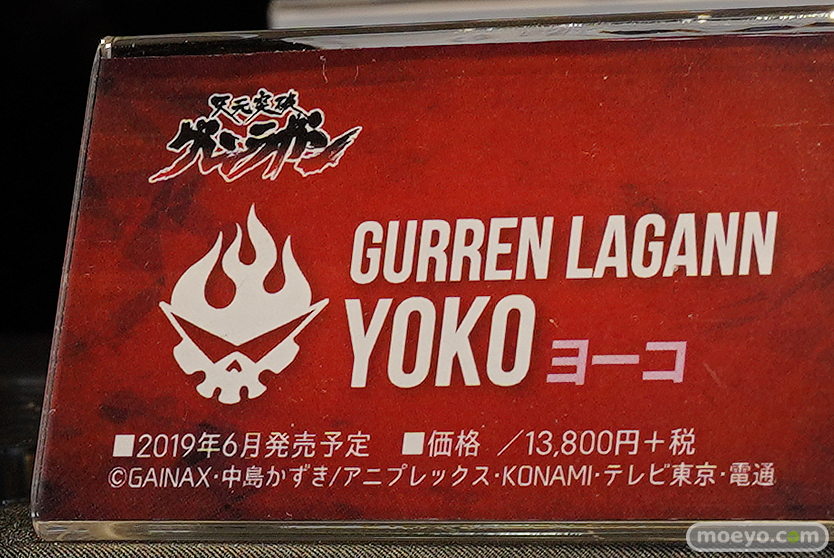 天元突破
グレンラガン
GURREN LAGANN
YOKO ヨーコ
■2019年6月発売予定 ■価格 ／13,800円＋税
©GAINAX・中島かずき/アニプレックス・KONAMI・テレビ東京・電通
moeyo.com